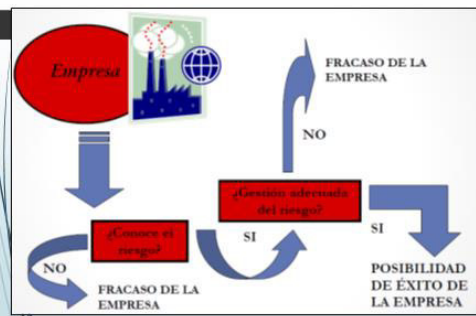 Empresa
FRACASO DE LA
EMPRESA
NO
¿Gestión adecuada
del riesgo?
¿Conoce el
riesgo?
SI
SI
NO
FRACASO DE LA
EMPRESA
POSIBILIDAD
DE ÉXITO DE
LA EMPRESA